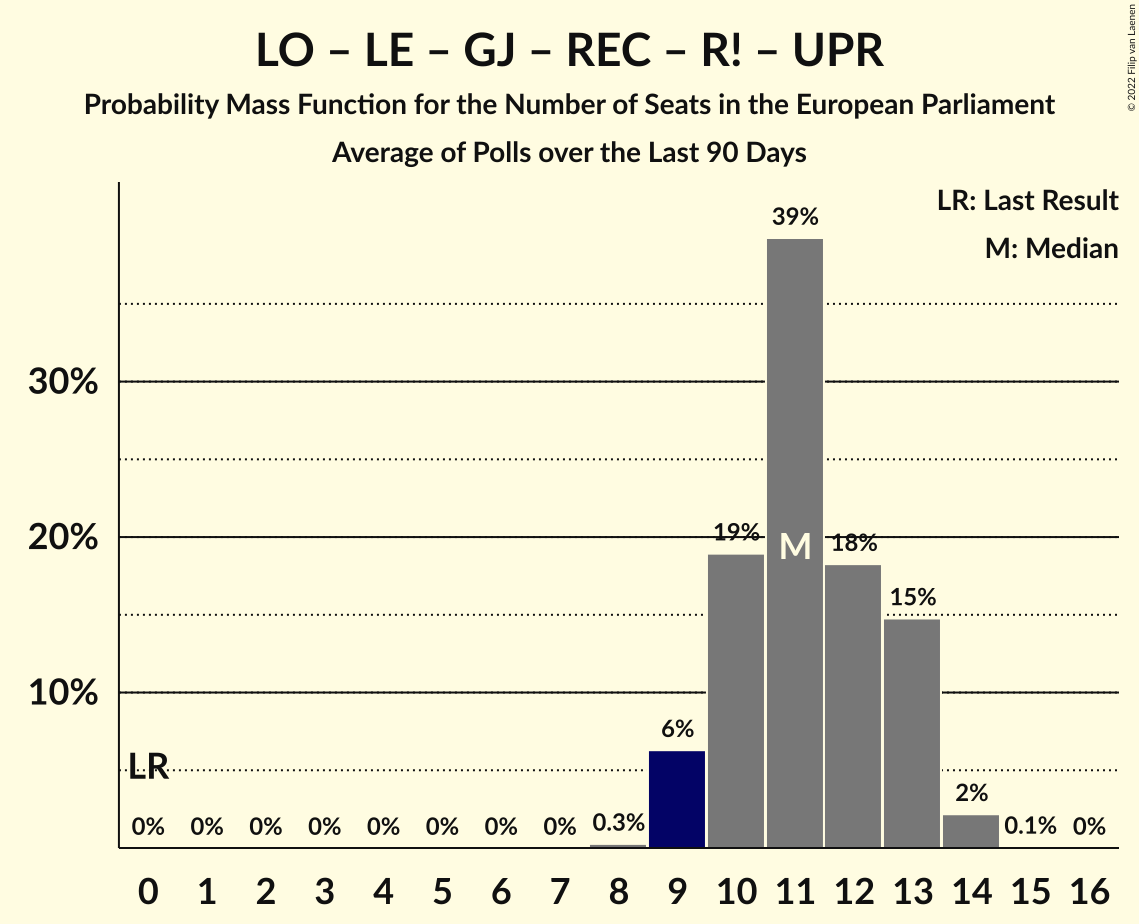 LO – LE – GJ – REC – R! – UPR
Probability Mass Function for the Number of Seats in the European Parliament
Average of Polls over the Last 90 Days
© 2022 Filip van Laenen
LR: Last Result
M: Median
39%
30%
20%
19%
M
18%
15%
10%
6%
LR
2%
0% 0% 0% 0% 0% 0% 0% 0% 0.3% 0.1% 0%
0 1 2 3 4 5 6 7 8 9 10 11 12 13 14 15 16